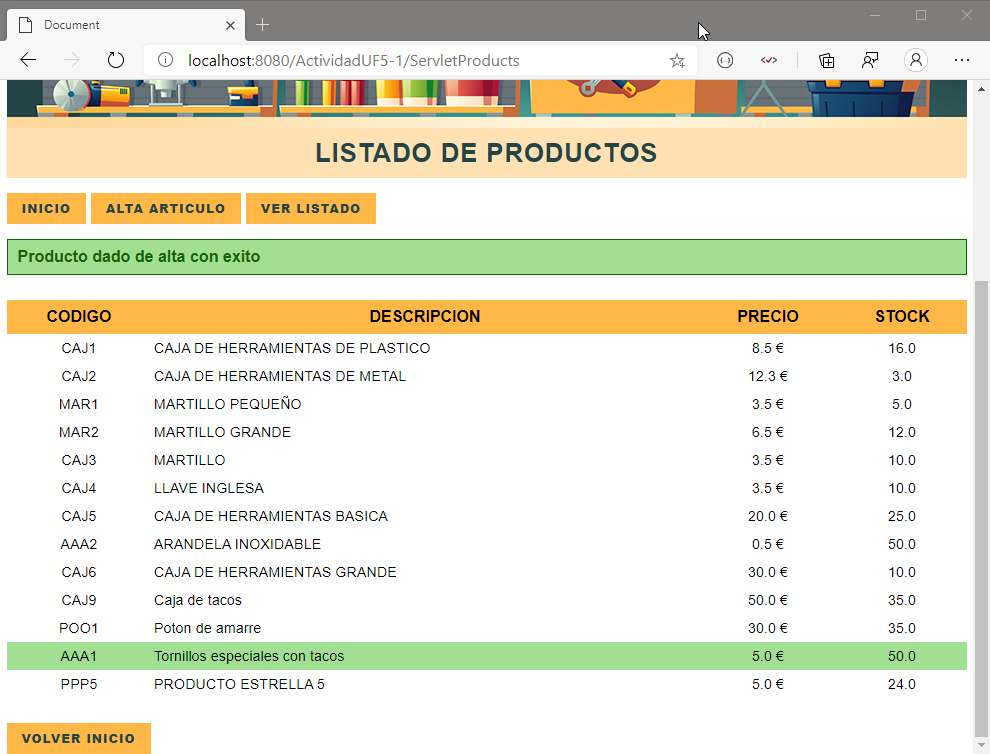 Document
localhost:8080/ActividadUF5-1/ServletProducts
LISTADO DE PRODUCTOS
INICIO ALTA ARTICULO VER LISTADO
Producto dado de alta con exito
CODIGO DESCRIPCION PRECIO STOCK
CAJ1 CAJA DE HERRAMIENTAS DE PLASTICO 8.5 € 16.0
CAJ2 CAJA DE HERRAMIENTAS DE METAL 12.3 € 3.0
MAR1 MARTILLO PEQUEÑO 3.5 € 5.0
MAR2 MARTILLO GRANDE 6.5 € 12.0
CAJ3 MARTILLO 3.5 € 10.0
CAJ4 LLAVE INGLESA 3.5 € 10.0
CAJ5 CAJA DE HERRAMIENTAS BASICA 20.0 € 25.0
AAA2 ARANDELA INOXIDABLE 0.5 € 50.0
CAJ6 CAJA DE HERRAMIENTAS GRANDE 30.0 € 10.0
CAJ9 Caja de tacos 50.0 € 35.0
POO1 Poton de amarre 30.0 € 35.0
AAA1 Tornillos especiales con tacos 5.0 € 50.0
PPP5 PRODUCTO ESTRELLA 5 5.0 € 24.0
VOLVER INICIO